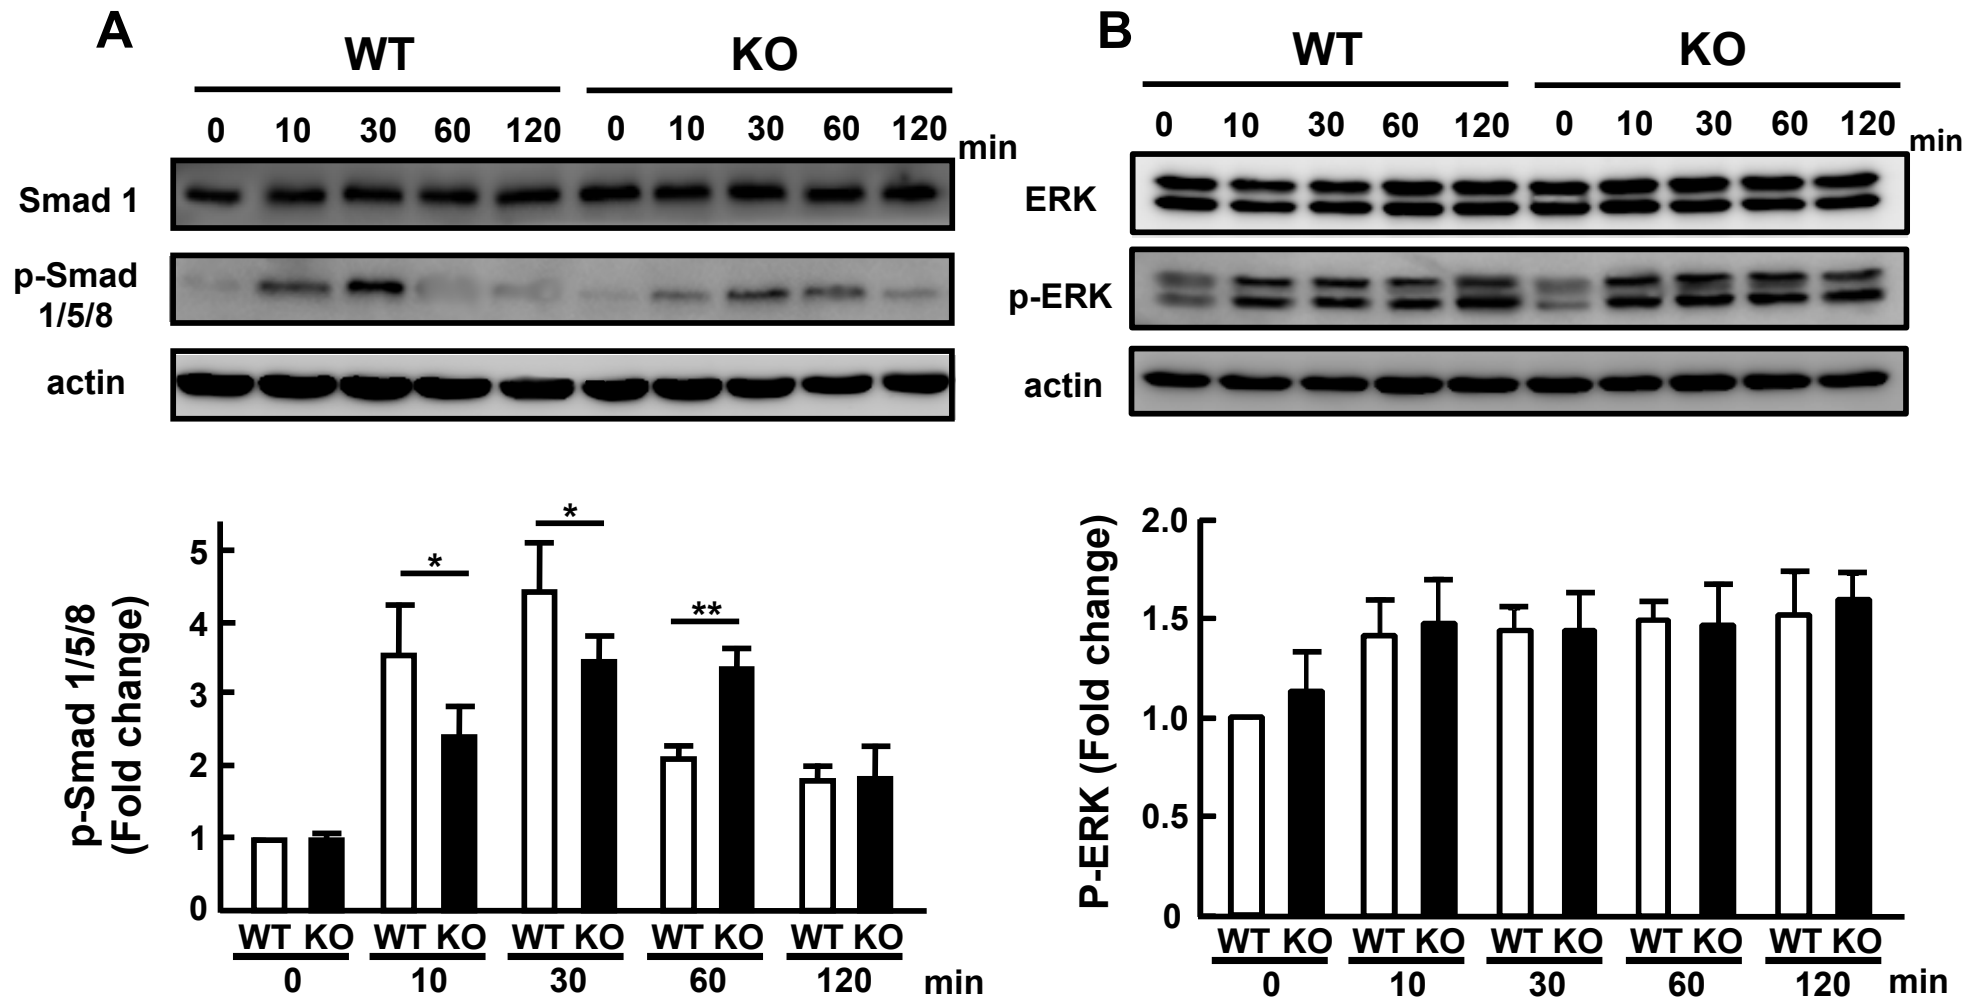 A
WT KO
0 10 30 60 120 0 10 30 60 120 min
Smad 1
p-Smad
1/5/8
actin
p-Smad 1/5/8
(Fold change)
5
4
3
2
1
0
*
*
**
WT KO WT KO WT KO WT KO WT KO
0 10 30 60 120 min
B
WT KO
0 10 30 60 120 0 10 30 60 120 min
ERK
p-ERK
actin
P-ERK (Fold change)
2.0
1.5
1.0
0.5
0
WT KO WT KO WT KO WT KO WT KO
0 10 30 60 120 min